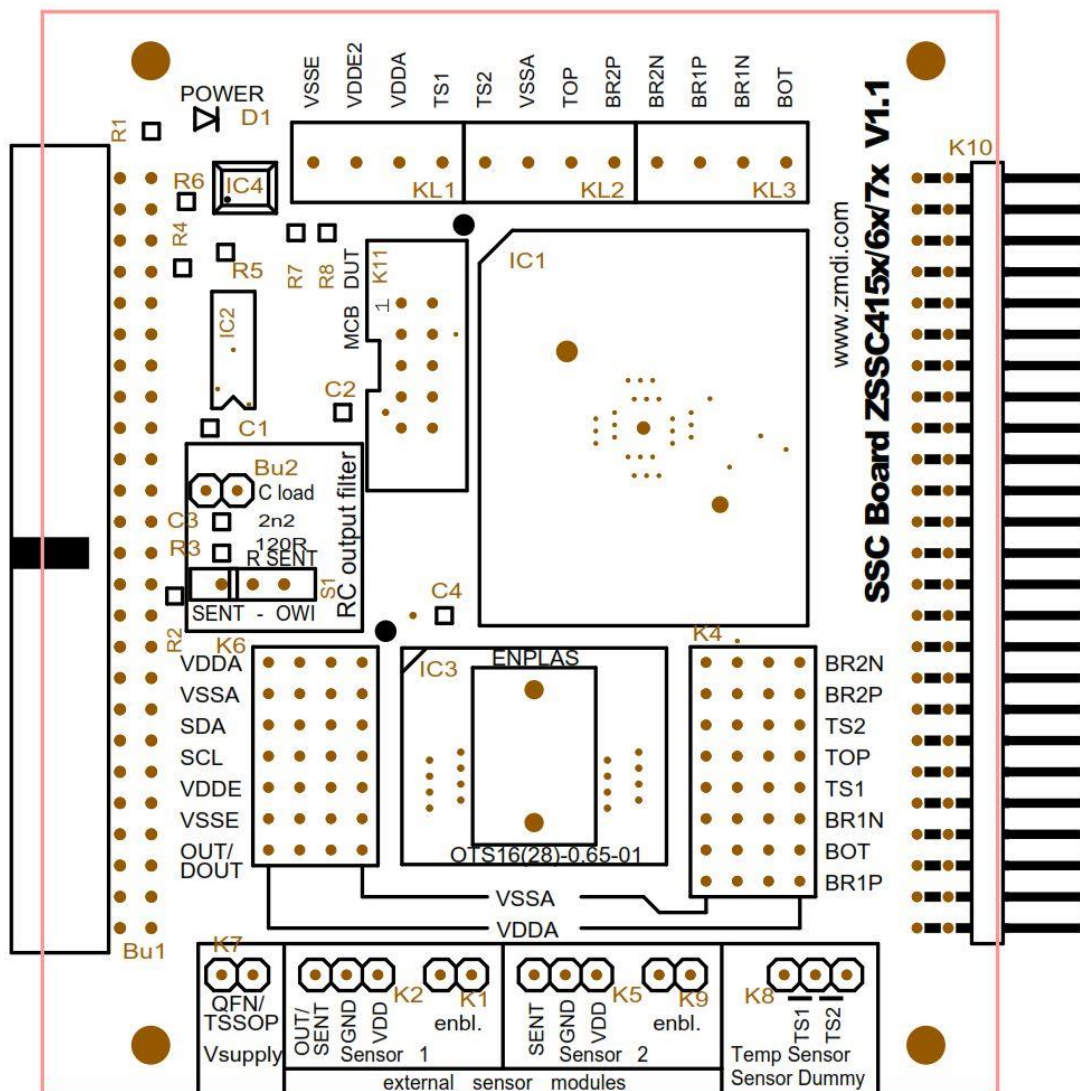 VSSE
VDDE2
VDDA
TS1
TS2
VSSA
TOP
BR2P
BR2N
BR1P
BR1N
BOT
POWER
D1
R1
KL1
KL2
KL3
R6
IC4
R4
R5
R7
R8
MCB DUT
K11
1
IC1
www.zmdi.com
SSC Board ZSSC415x/6x/7x V1.1
K10
IC2
C2
C1
Bu2
C load
C3
2n2
R3
120R
R SENT
S1
SENT - OWI
RC output filter
R2
C4
K6
VDDA
VSSA
SDA
SCL
VDDE
VSSE
OUT/
DOUT
IC3
ENPLAS
OTS16(28)-0.65-01
K4
BR2N
BR2P
TS2
TOP
TS1
BR1N
BOT
BR1P
VSSA
VDDA
Bu1
K7
QFN/
TSSOP
Vsupply
K2
K1
OUT/
SENT
SGND
VDD
enbl.
Sensor 1
K5
K9
SENT
SGND
VDD
enbl.
Sensor 2
external sensor modules
K8
TS1
TS2
Temp Sensor
Sensor Dummy